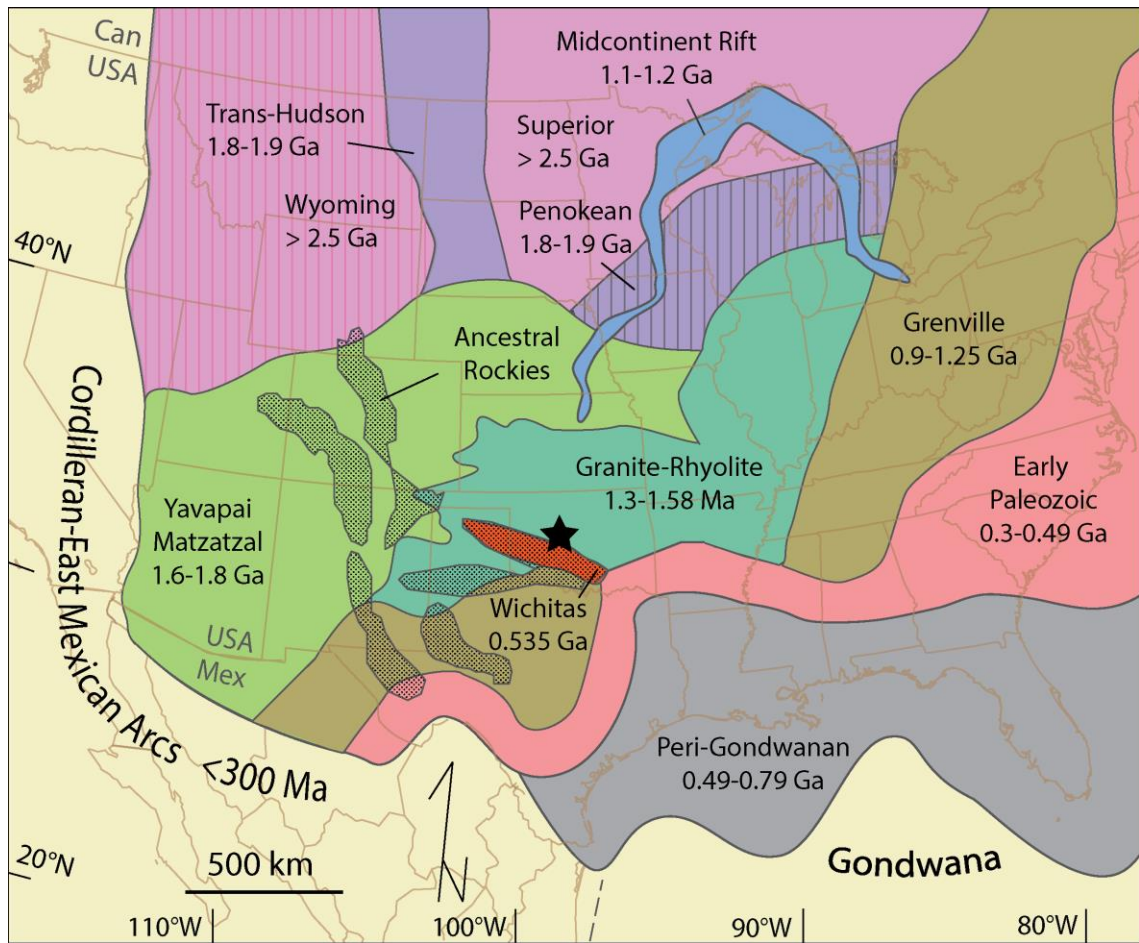 Can
USA
Midcontinent Rift
1.1-1.2 Ga
Trans-Hudson
1.8-1.9 Ga
Superior
> 2.5 Ga
Wyoming
> 2.5 Ga
Penokean
1.8-1.9 Ga
40°N
Ancestral
Rockies
Grenville
0.9-1.25 Ga
Cordilleran-East Mexican Arcs <300 Ma
Granite-Rhyolite
1.3-1.58 Ma
Early
Paleozoic
0.3-0.49 Ga
Yavapai
Matzatzal
1.6-1.8 Ga
Wichitas
0.535 Ga
USA
Mex
Peri-Gondwanan
0.49-0.79 Ga
20°N
500 km
N
Gondwana
110°W
100°W
90°W
80°W